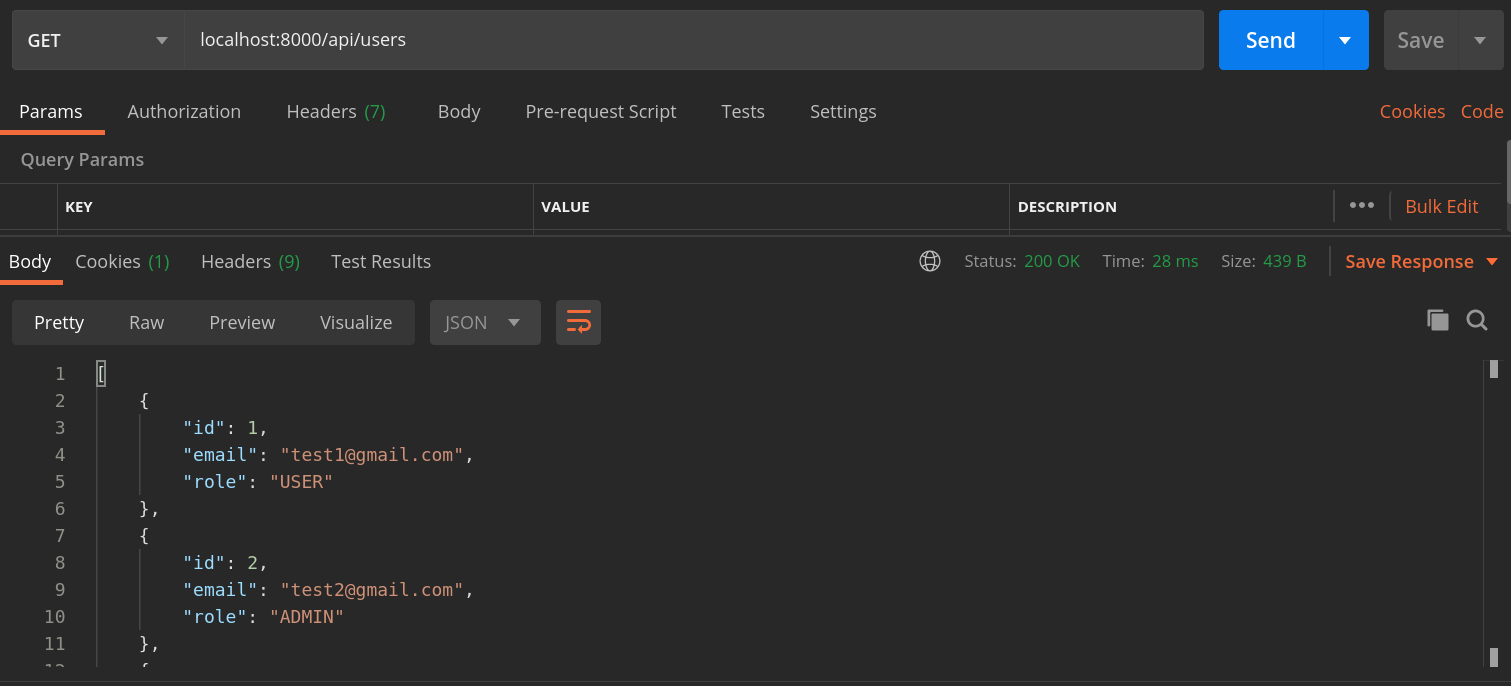 GET localhost:8000/api/users Send Save
Params Authorization Headers (7) Body Pre-request Script Tests Settings Cookies Code
Query Params
KEY VALUE DESCRIPTION ••• Bulk Edit
Body Cookies (1) Headers (9) Test Results Status: 200 OK Time: 28 ms Size: 439 B Save Response
Pretty Raw Preview Visualize JSON
1 [
2 {
3 "id": 1,
4 "email": "test1@gmail.com",
5 "role": "USER"
6 },
7 {
8 "id": 2,
9 "email": "test2@gmail.com",
10 "role": "ADMIN"
11 },